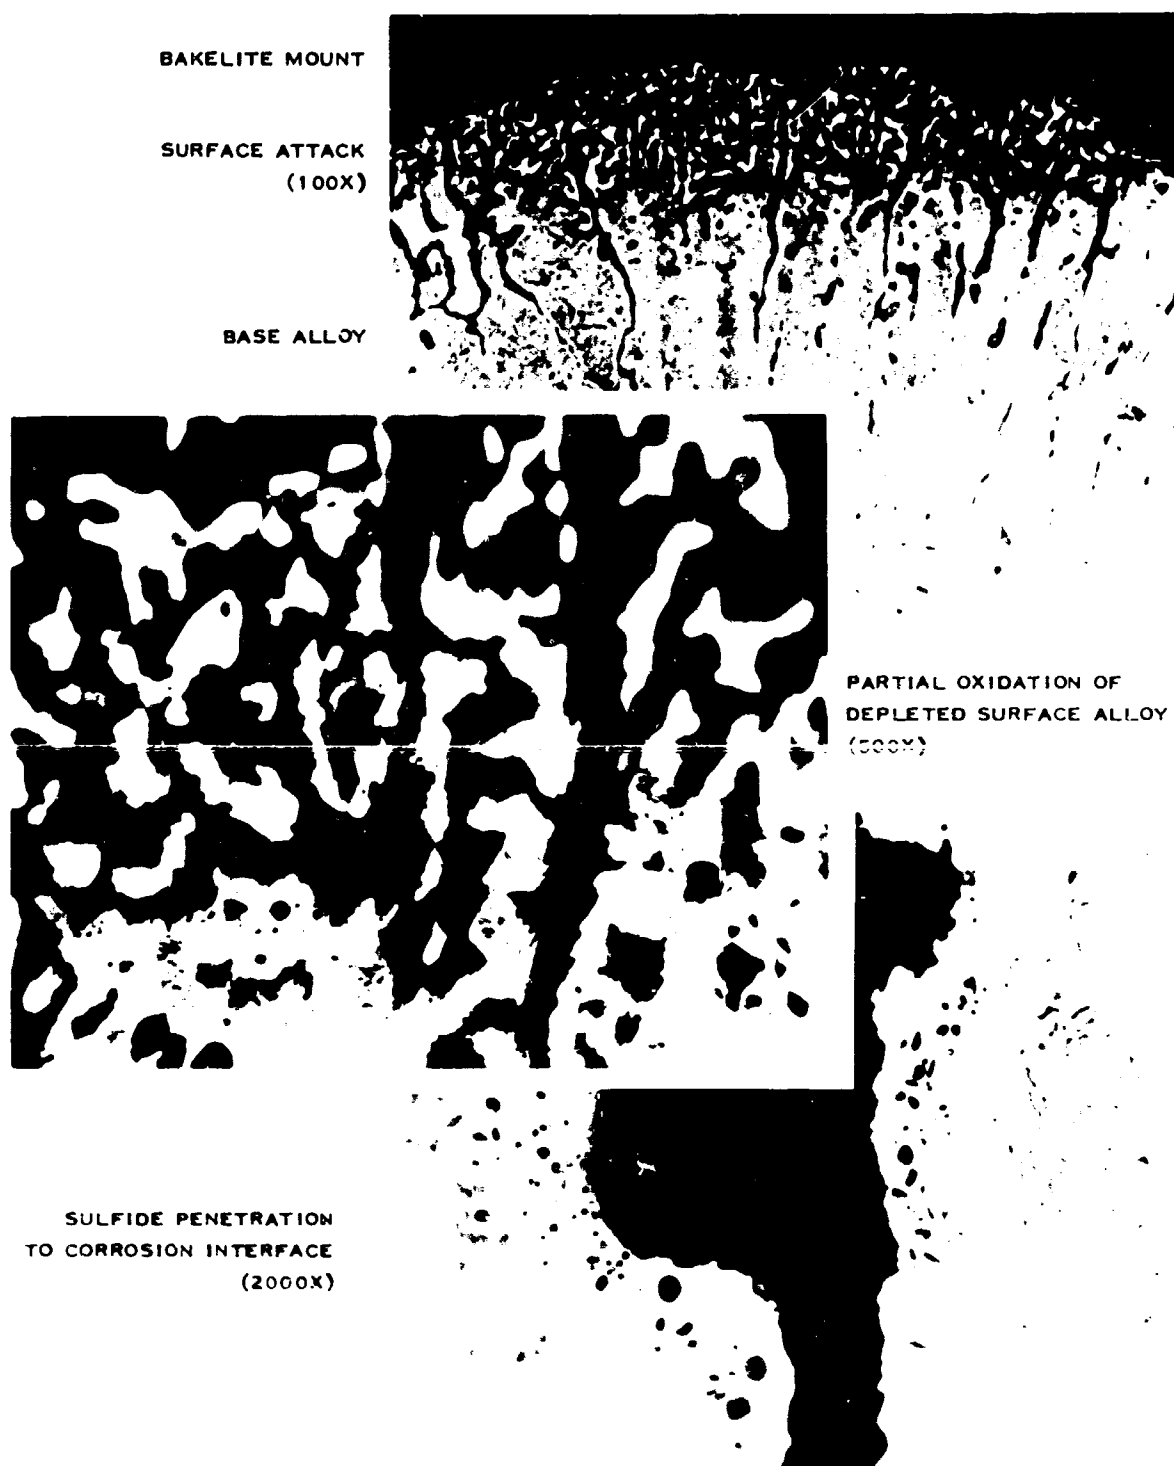 BAKELITE MOUNT
SURFACE ATTACK
(100X)
BASE ALLOY
PARTIAL OXIDATION OF
DEPLETED SURFACE ALLOY
(500X)
SULFIDE PENETRATION
TO CORROSION INTERFACE
(2000X)